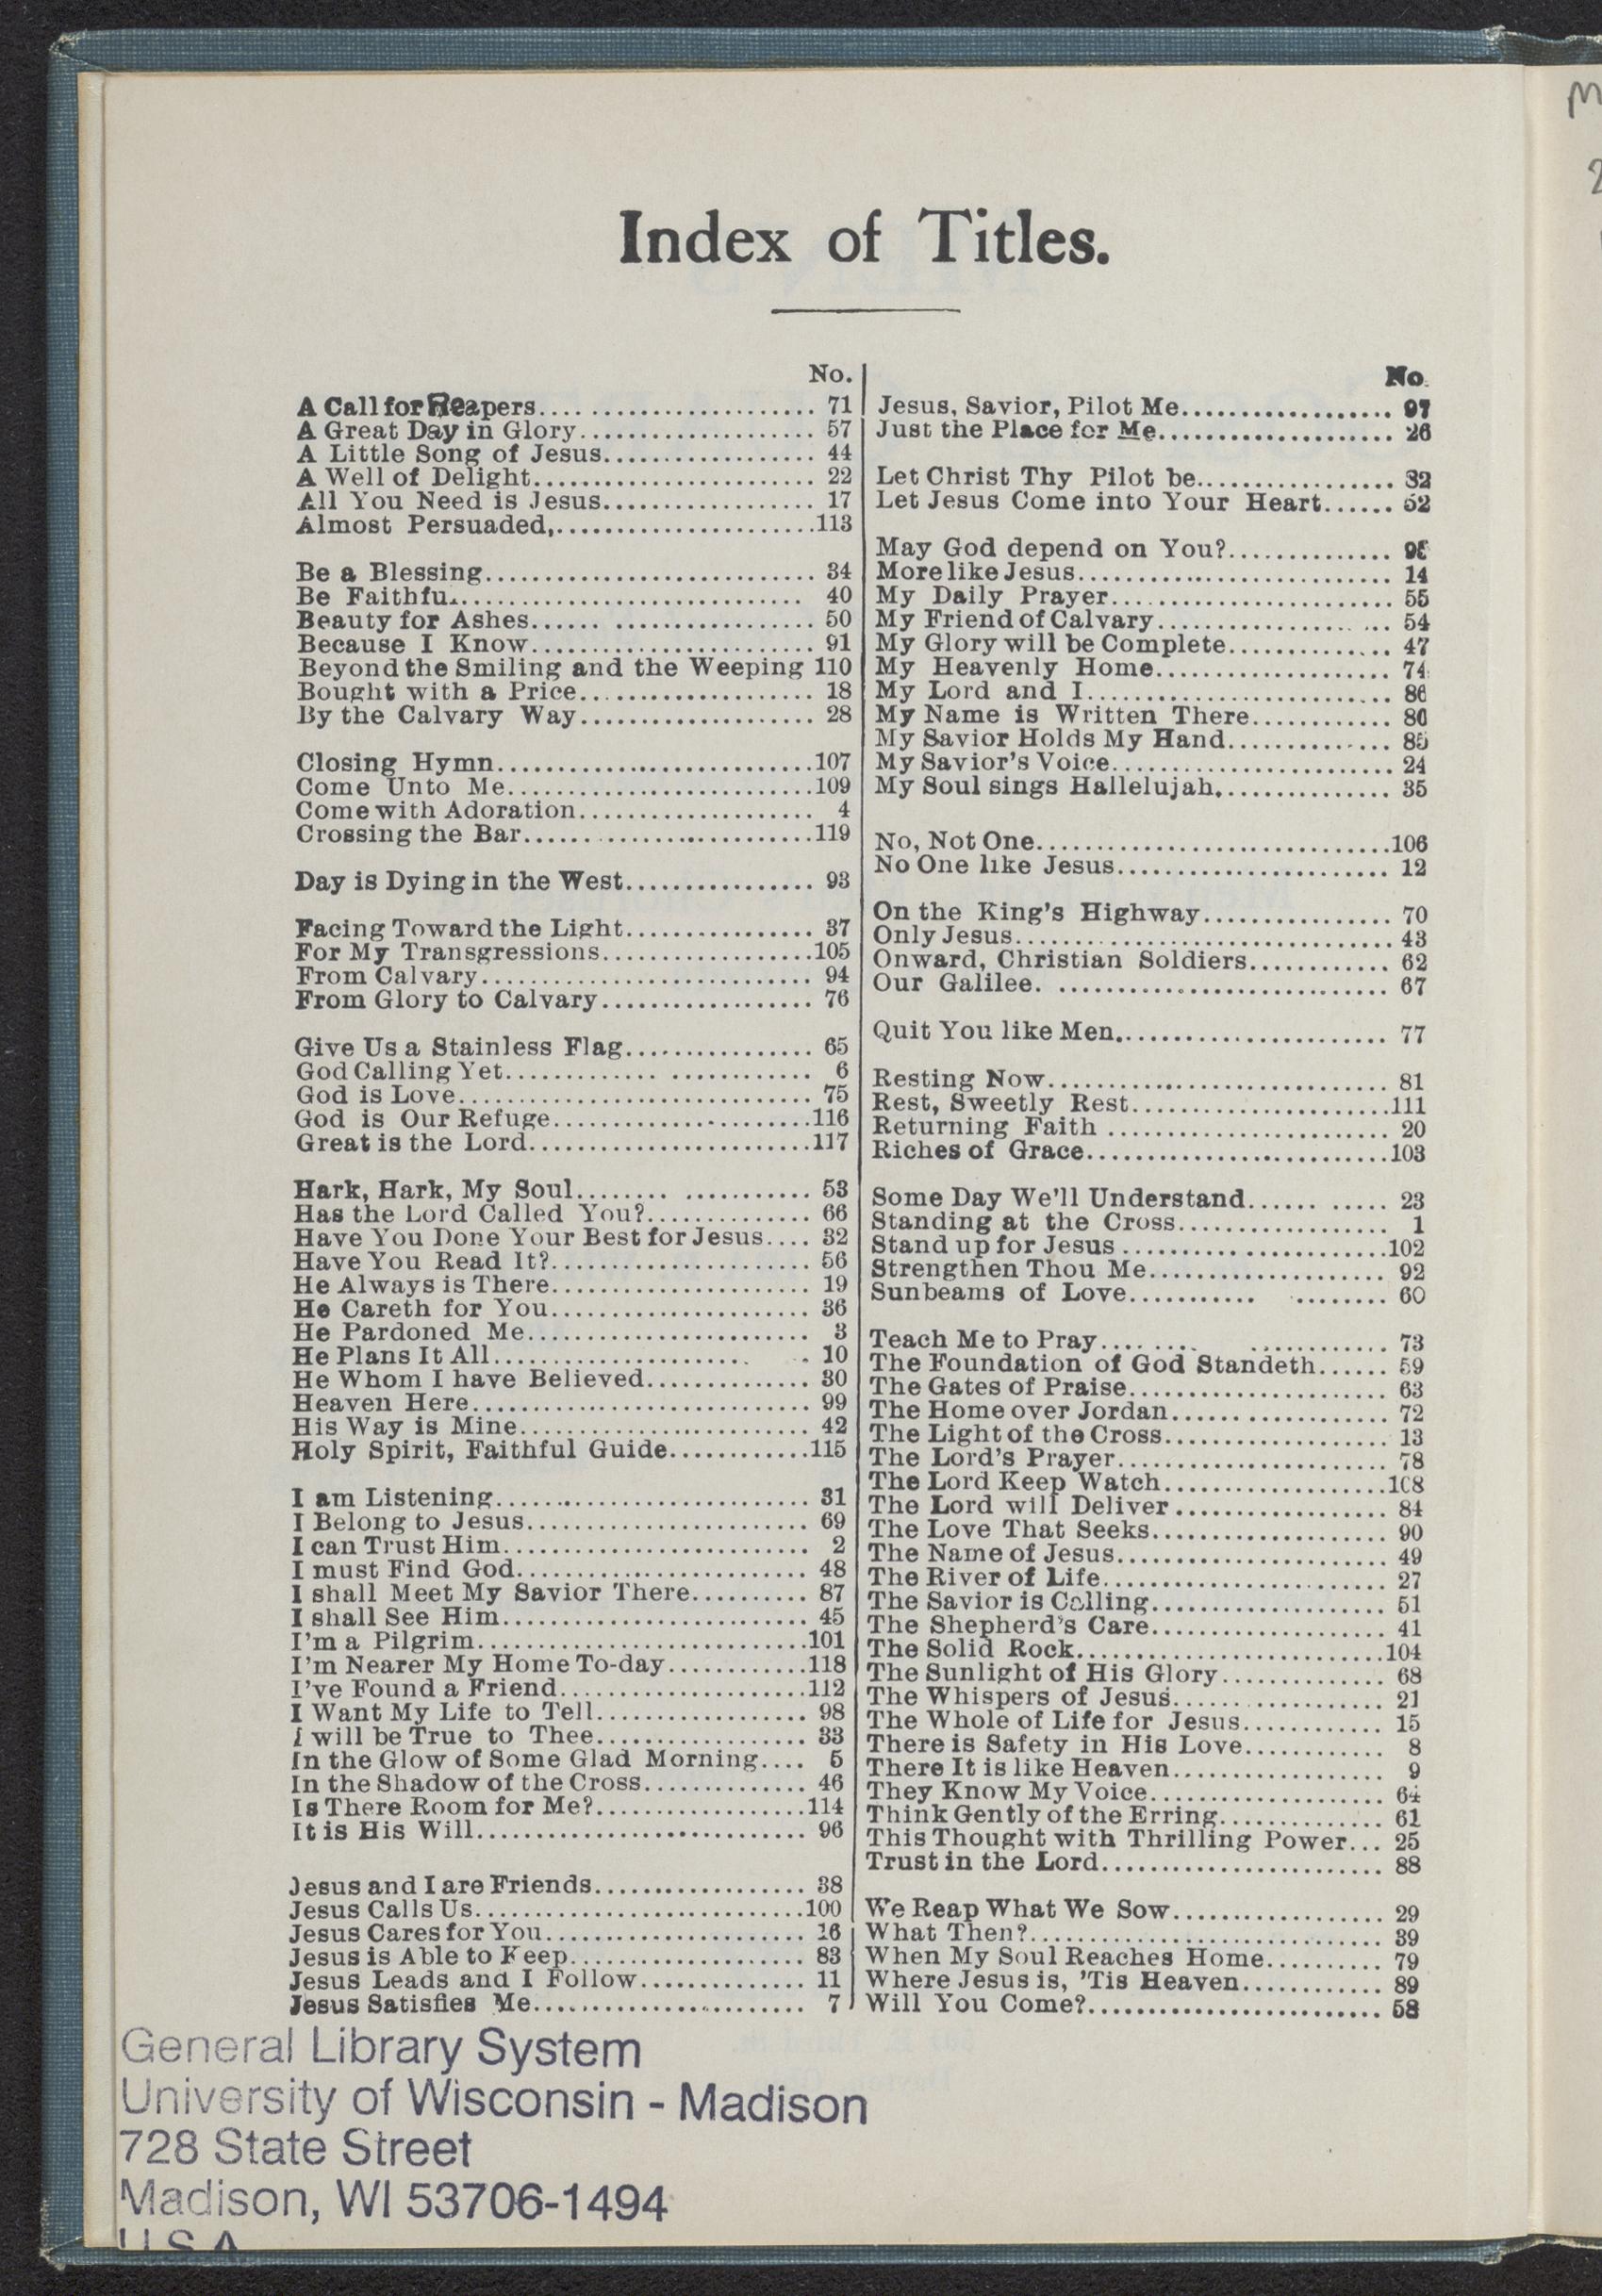 Index of Titles.
No.
A Call for Reapers........................ 71
A Great Day in Glory..................... 57
A Little Song of Jesus................... 44
A Well of Delight......................... 22
All You Need is Jesus................... 17
Almost Persuaded,.......................113
Be a Blessing............................. 34
Be Faithful............................... 40
Beauty for Ashes...... ................... 50
Because I Know......................... 91
Beyond the Smiling and the Weeping 110
Bought with a Price..................... 18
By the Calvary Way..................... 28
Closing Hymn............................107
Come Unto Me...........................109
Come with Adoration..................... 4
Crossing the Bar..........................119
Day is Dying in the West................. 93
Facing Toward the Light................ 37
For My Transgressions...................105
From Calvary............................. 94
From Glory to Calvary................... 76
Give Us a Stainless Flag................. 65
God Calling Yet............. ............ 6
God is Love............................... 75
God is Our Refuge.......................116
Great is the Lord.........................117
Hark, Hark, My Soul........ ........... 53
Has the Lord Called You?............... 66
Have You Done Your Best for Jesus.... 32
Have You Read It?....................... 56
He Always is There....................... 19
He Careth for You....................... 36
He Pardoned Me......................... 3
He Plans It All....................... . 10
He Whom I have Believed............... 30
Heaven Here.............................. 99
His Way is Mine.......................... 42
Holy Spirit, Faithful Guide.............115
I am Listening............................ 31
I Belong to Jesus......................... 69
I can Trust Him........................... 2
I must Find God.......................... 48
I shall Meet My Savior There.......... 87
I shall See Him........................... 45
I'm a Pilgrim.............................101
I'm Nearer My Home To-day............118
I've Found a Friend......................112
I Want My Life to Tell................... 98
I will be True to Thee................... 33
In the Glow of Some Glad Morning.... 5
In the Shadow of the Cross.............. 46
Is There Room for Me?...................114
It is His Will.............................. 96
Jesus and I are Friends................... 38
Jesus Calls Us.............................100
Jesus Cares for You....................... 16
Jesus is Able to Keep..................... 83
Jesus Leads and I Follow............... 11
Jesus Satisfies Me........................ 7
No.
Jesus, Savior, Pilot Me................... 97
Just the Place for Me..................... 26
Let Christ Thy Pilot be.................. 82
Let Jesus Come into Your Heart...... 52
May God depend on You?..............
More like Jesus............................ 14
My Daily Prayer......................... 55
My Friend of Calvary.................... 54
My Glory will be Complete.............. 47
My Heavenly Home..................... 74
My Lord and I........................... 86
My Name is Written There............ 80
My Savior Holds My Hand.............. 85
My Savior's Voice......................... 24
My Soul sings Hallelujah,............... 35
No, Not One...............................106
No One like Jesus........................ 12
On the King's Highway................. 70
Only Jesus.................................. 43
Onward, Christian Soldiers............ 62
Our Galilee. ............................. 67
Quit You like Men........................ 77
Resting Now.............................. 81
Rest, Sweetly Rest.......................111
Returning Faith ......................... 20
Riches of Grace...........................103
Some Day We'll Understand...... ..... 23
Standing at the Cross................... 1
Stand up for Jesus ........................102
Strengthen Thou Me..................... 92
Sunbeams of Love........... ......... 60
Teach Me to Pray......... ............ 73
The Foundation of God Standeth...... 59
The Gates of Praise....................... 63
The Home over Jordan................... 72
The Light of the Cross................... 13
The Lord's Prayer........................ 78
The Lord Keep Watch....................108
The Lord will Deliver................... 84
The Love That Seeks.................... 90
The Name of Jesus....................... 49
The River of Life......................... 27
The Savior is Calling..................... 51
The Shepherd's Care..................... 41
The Solid Rock...........................104
The Sunlight of His Glory............... 68
The Whispers of Jesus................... 21
The Whole of Life for Jesus............ 15
There is Safety in His Love............ 8
There It is like Heaven.................. 9
They Know My Voice.................... 64
Think Gently of the Erring.............. 61
This Thought with Thrilling Power... 25
Trust in the Lord......................... 88
We Reap What We Sow.................. 29
What Then?............................... 39
When My Soul Reaches Home.......... 79
Where Jesus is, 'Tis Heaven............ 89
Will You Come?.......................... 58
General Library System
University of Wisconsin - Madison
728 State Street
Madison, WI 53706-1494
U S A